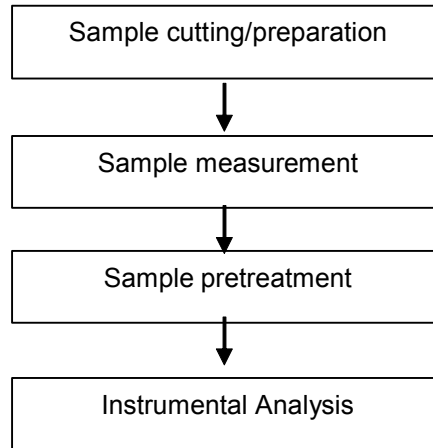 Sample cutting/preparation
Sample measurement
Sample pretreatment
Instrumental Analysis